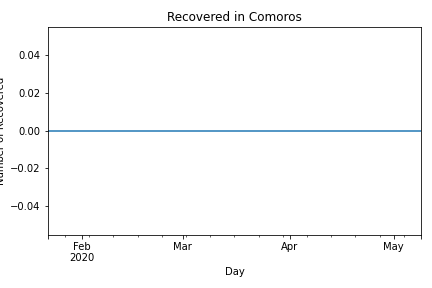 Recovered in Comoros
Number of Recovered
0.04
0.02
0.00
−0.02
−0.04
Feb
2020
Mar
Apr
May
Day